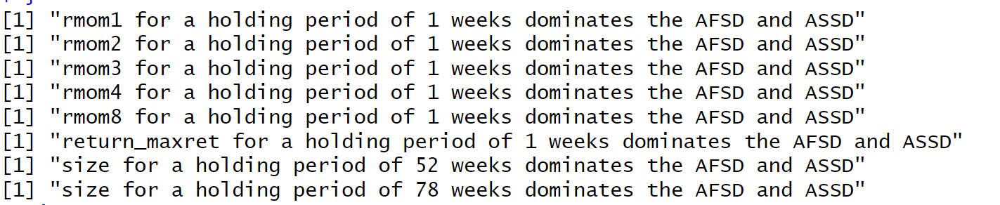 [1] "rmom1 for a holding period of 1 weeks dominates the AFSD and ASSD"
[1] "rmom2 for a holding period of 1 weeks dominates the AFSD and ASSD"
[1] "rmom3 for a holding period of 1 weeks dominates the AFSD and ASSD"
[1] "rmom4 for a holding period of 1 weeks dominates the AFSD and ASSD"
[1] "rmom8 for a holding period of 1 weeks dominates the AFSD and ASSD"
[1] "return_maxret for a holding period of 1 weeks dominates the AFSD and ASSD"
[1] "size for a holding period of 52 weeks dominates the AFSD and ASSD"
[1] "size for a holding period of 78 weeks dominates the AFSD and ASSD"